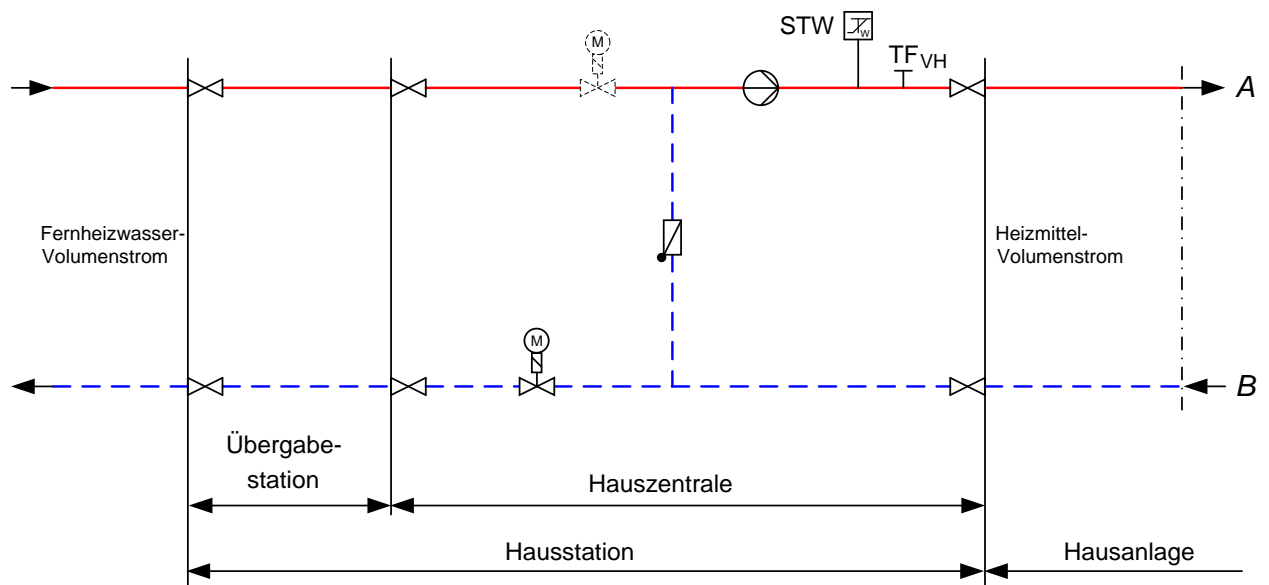 M
STW
W
TF VH
A
Fernheizwasser-
Volumenstrom
Heizmittel-
Volumenstrom
M
B
Übergabe-
station
Hauszentrale
Hausstation
Hausanlage